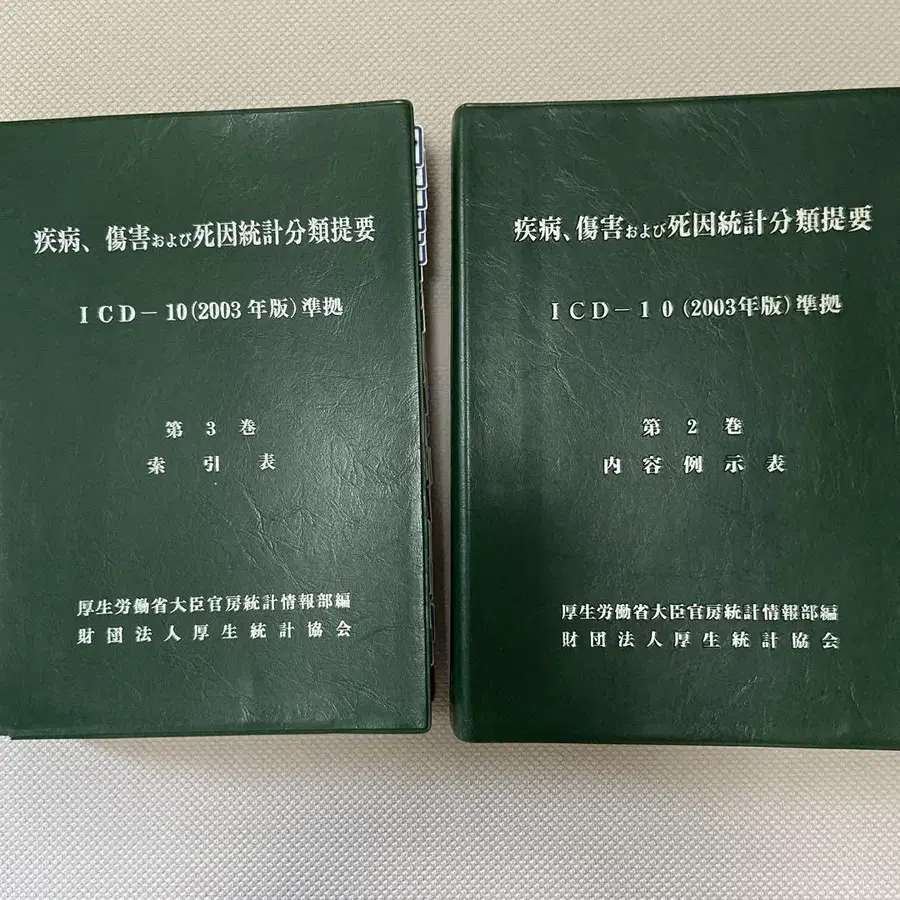 疾病、傷害および死因統計分類提要
ICD－10(2003年版)準拠
第3巻
索引表
厚生労働省大臣官房統計情報部編
財団法人厚生統計協会
疾病、傷害および死因統計分類提要
ICD－10(2003年版)準拠
第2巻
内容例示表
厚生労働省大臣官房統計情報部編
財団法人厚生統計協会